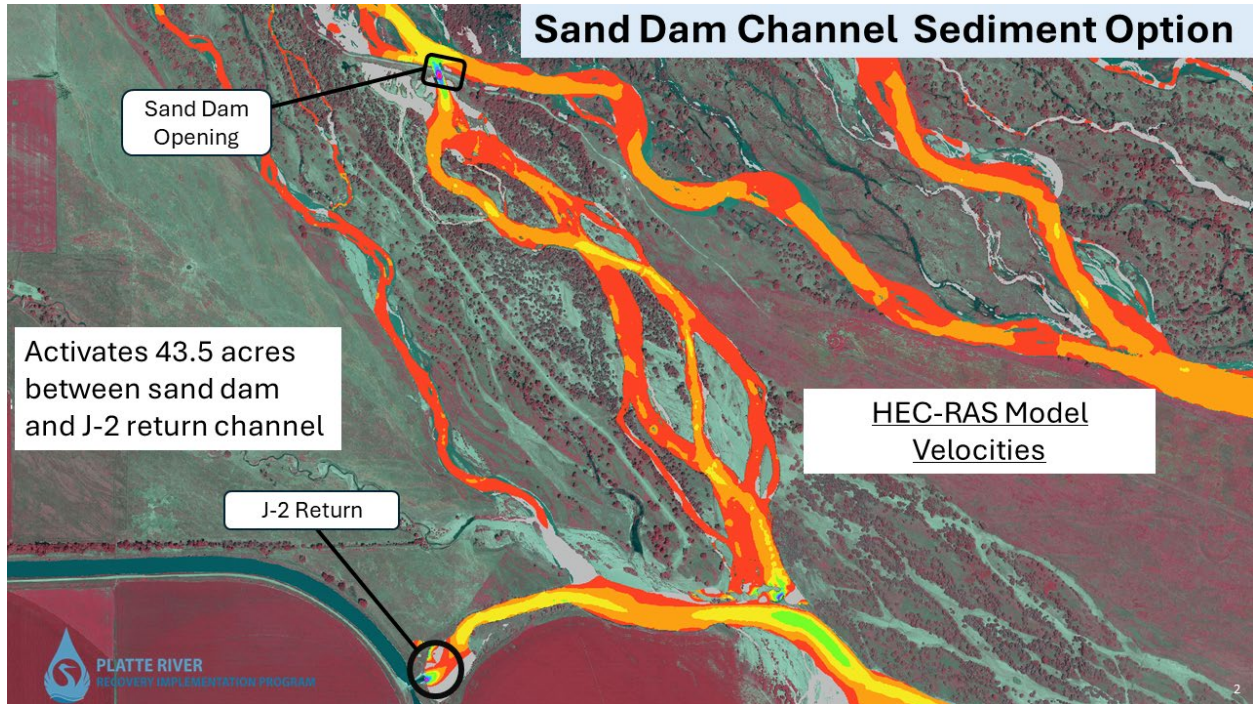 Sand Dam Channel Sediment Option
Sand Dam
Opening
Activates 43.5 acres
between sand dam
and J-2 return channel
HEC-RAS Model
Velocities
J-2 Return
PLATTE RIVER
RECOVERY IMPLEMENTATION PROGRAM
2